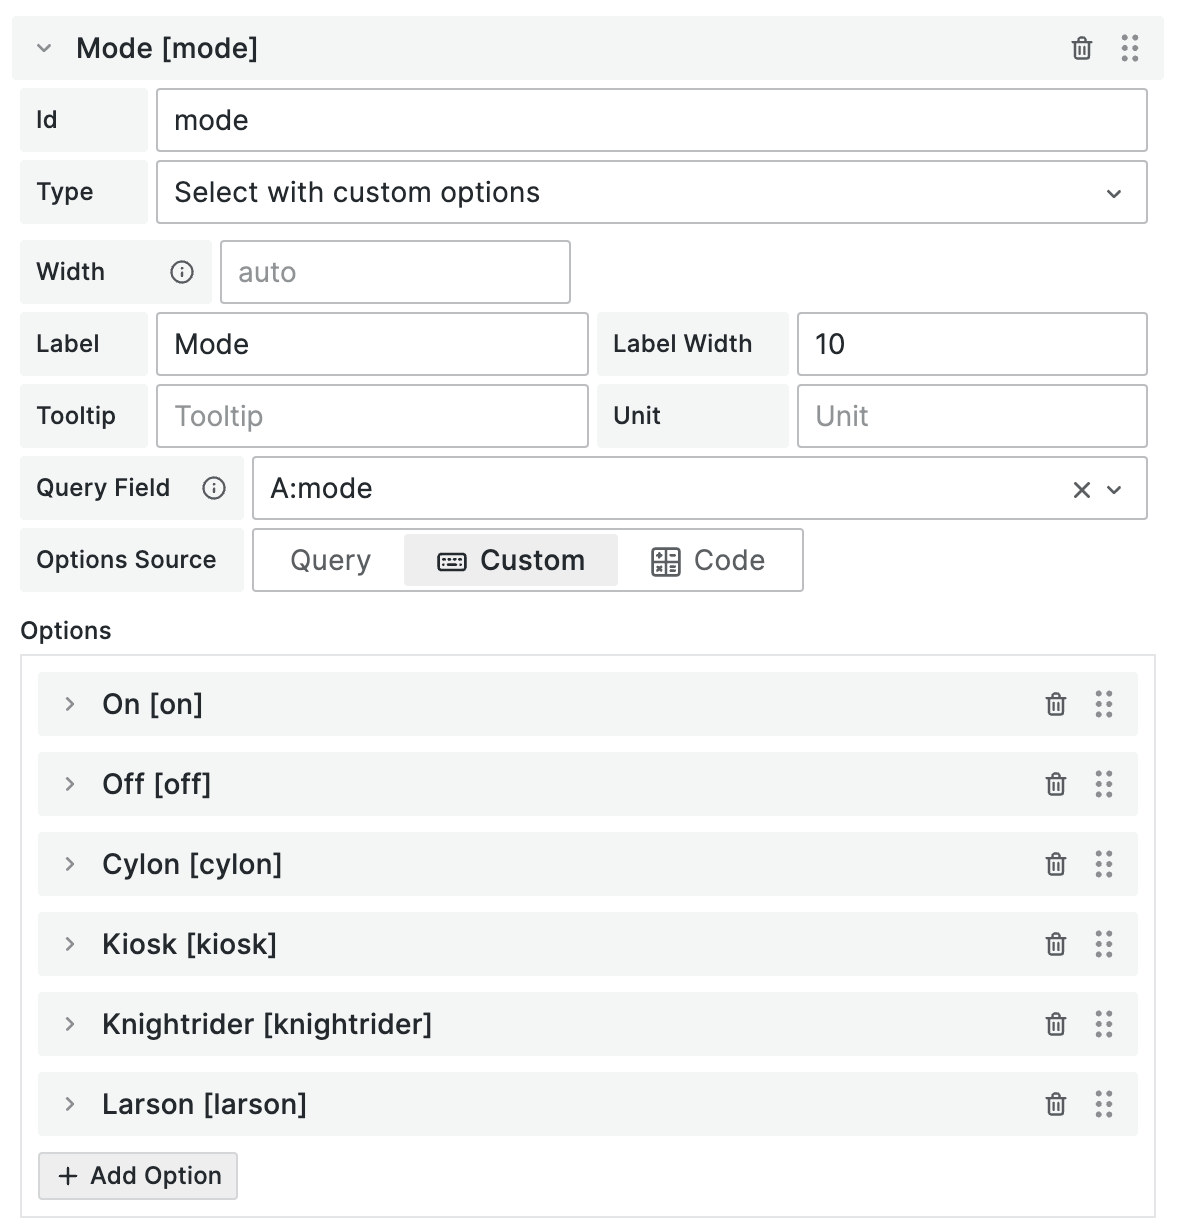 Mode [mode]
Id mode
Type Select with custom options
Width auto
Label Mode Label Width 10
Tooltip Tooltip Unit Unit
Query Field A:mode
Options Source Query Custom Code
Options
On [on]
Off [off]
Cylon [cylon]
Kiosk [kiosk]
Knightrider [knightrider]
Larson [larson]
+ Add Option